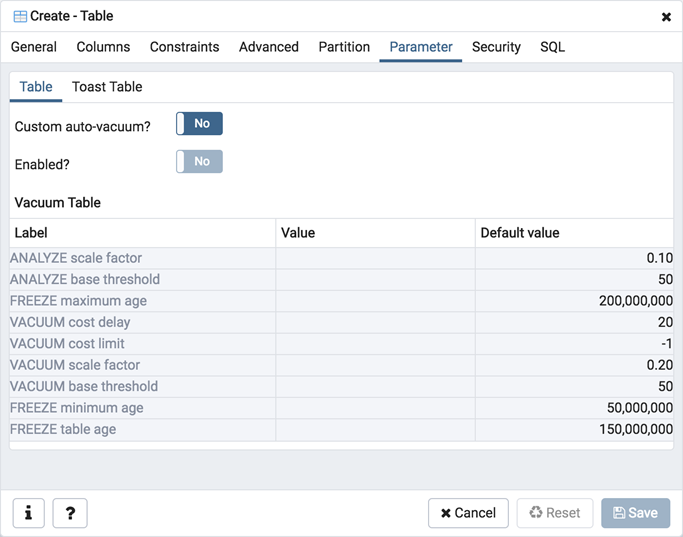 Create - Table
General Columns Constraints Advanced Partition Parameter Security SQL
Table Toast Table
Custom auto-vacuum? No
Enabled? No
Vacuum Table
Label Value Default value
ANALYZE scale factor 0.10
ANALYZE base threshold 50
FREEZE maximum age 200,000,000
VACUUM cost delay 20
VACUUM cost limit -1
VACUUM scale factor 0.20
VACUUM base threshold 50
FREEZE minimum age 50,000,000
FREEZE table age 150,000,000
i ? Cancel Reset Save